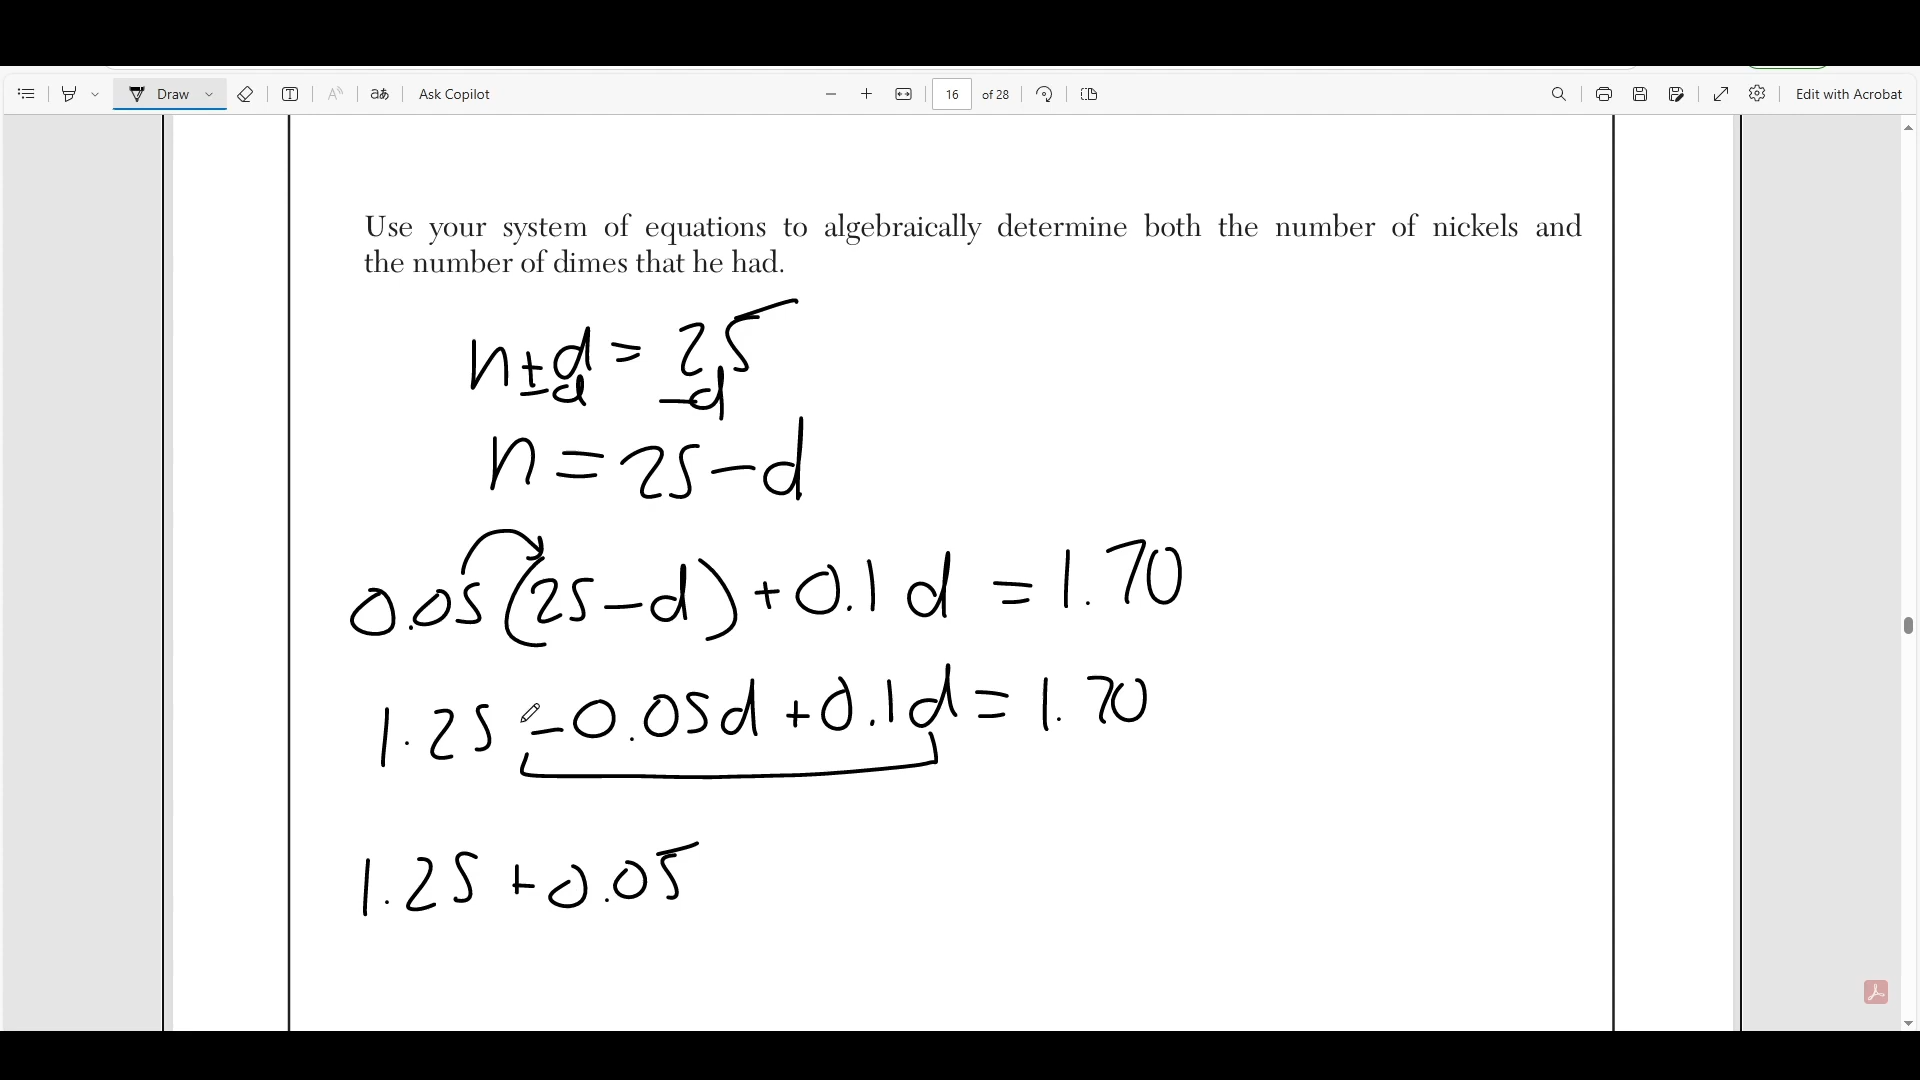 Draw
Ask Copilot
16 of 28
Edit with Acrobat
Use your system of equations to algebraically determine both the number of nickels and
the number of dimes that he had.
n + d = 25
-d -d
n = 25 - d
0.05 (25 - d) + 0.1 d = 1.70
1.25 - 0.05d + 0.1d = 1.70
1.25 + 0.05